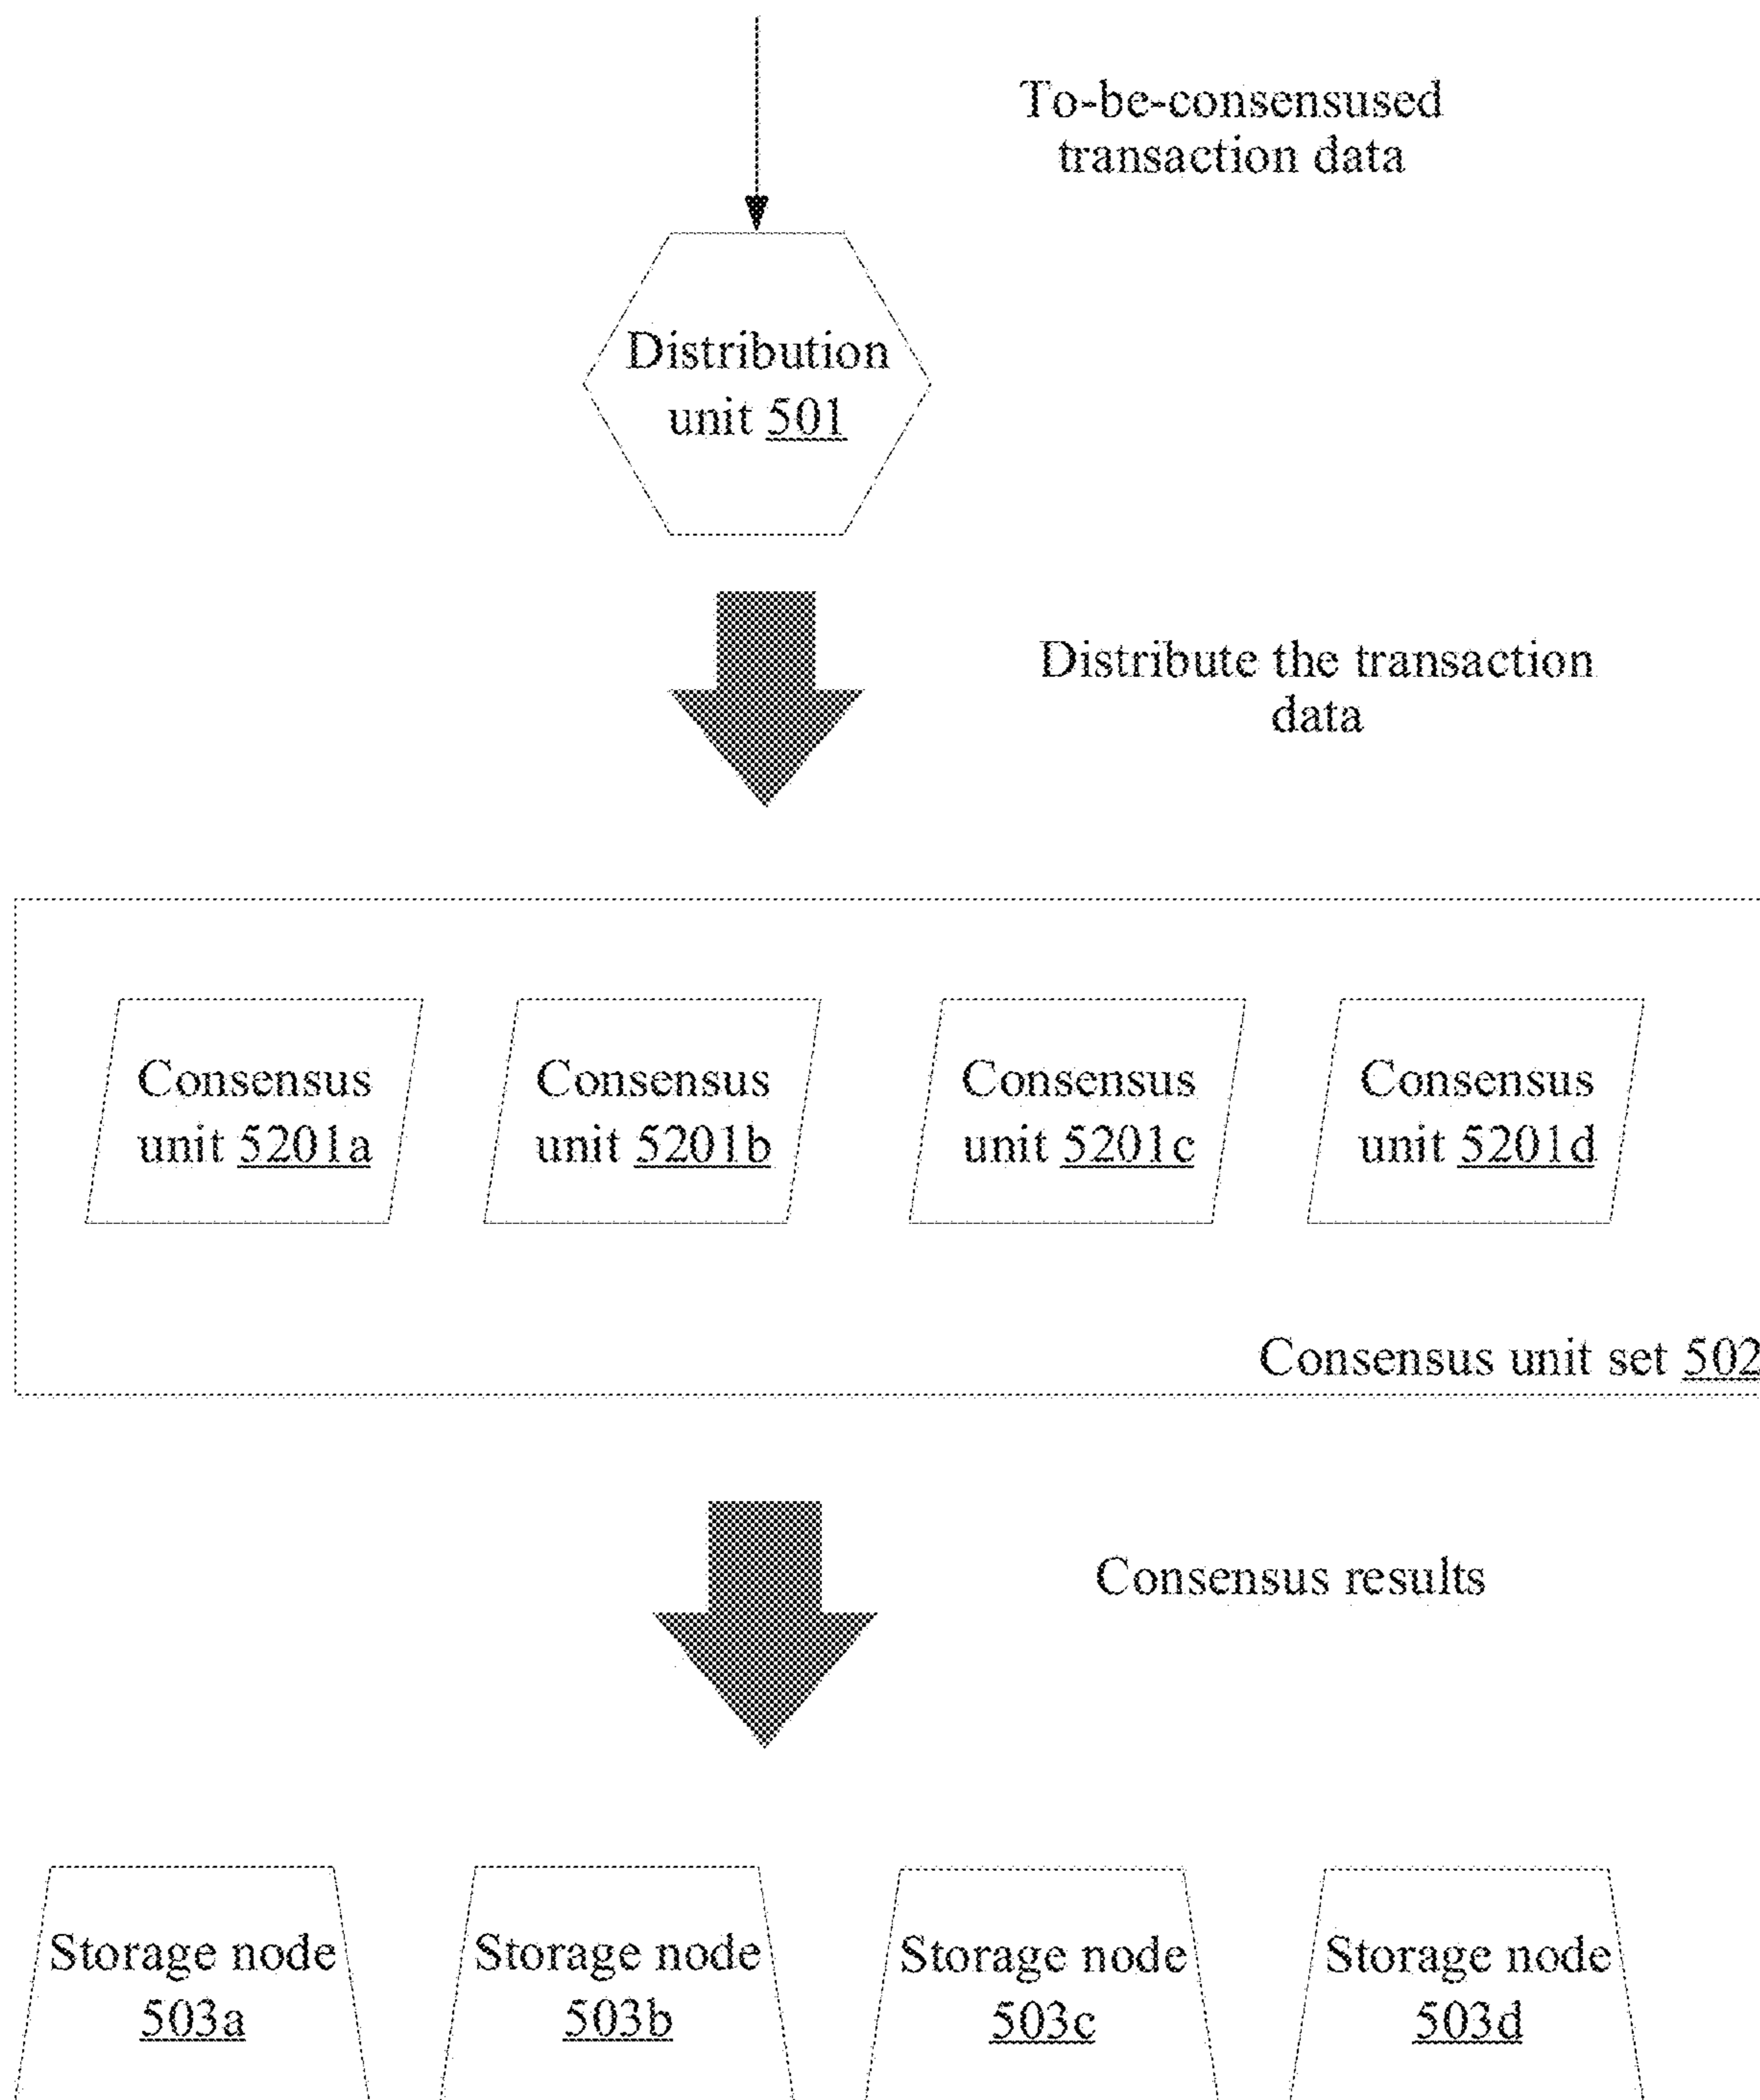 To-be-consensused
transaction data
Distribution
unit 501
Distribute the transaction
data
Consensus
unit 5201a
Consensus
unit 5201b
Consensus
unit 5201c
Consensus
unit 5201d
Consensus unit set 502
Consensus results
Storage node
503a
Storage node
503b
Storage node
503c
Storage node
503d